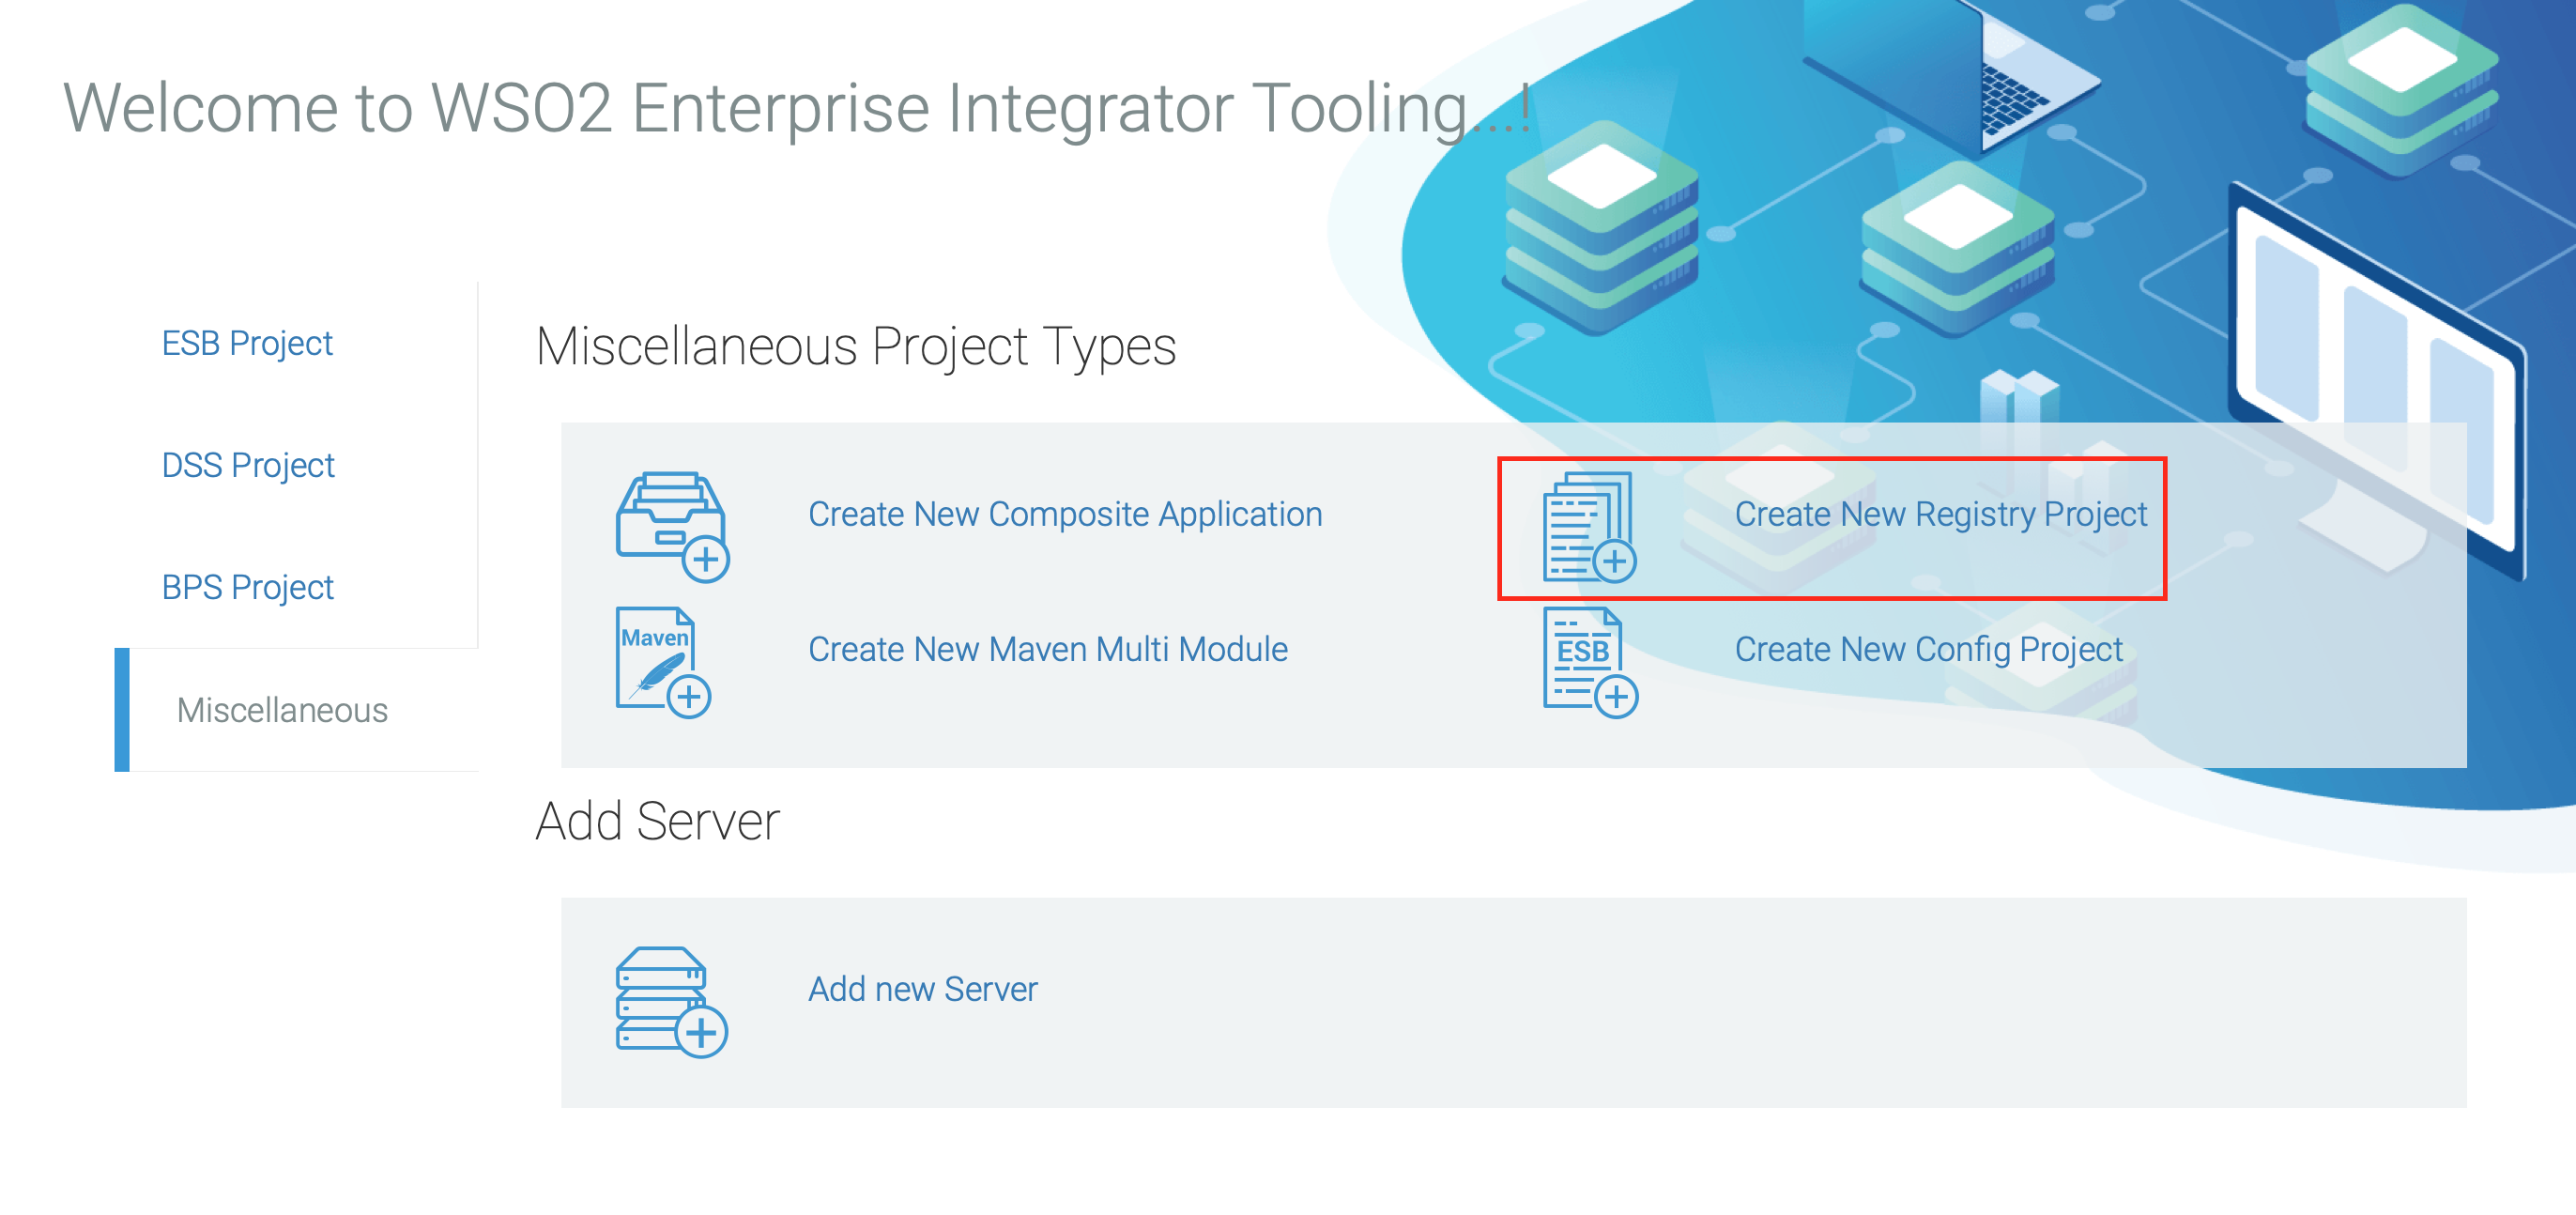 Welcome to WSO2 Enterprise Integrator Tooling...!
ESB Project
DSS Project
BPS Project
Miscellaneous
Miscellaneous Project Types
Create New Composite Application
Create New Registry Project
Maven
Create New Maven Multi Module
ESB
Create New Config Project
Add Server
Add new Server